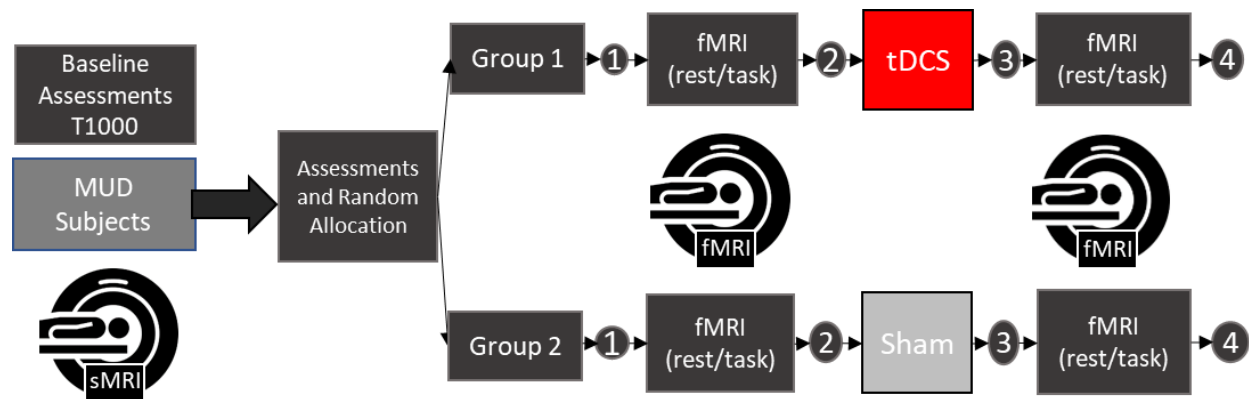 Baseline
Assessments
T1000
MUD
Subjects
sMRI
Assessments
and Random
Allocation
Group 1
1
fMRI
(rest/task)
2
tDCS
3
fMRI
(rest/task)
4
fMRI
fMRI
Group 2
1
fMRI
(rest/task)
2
Sham
3
fMRI
(rest/task)
4